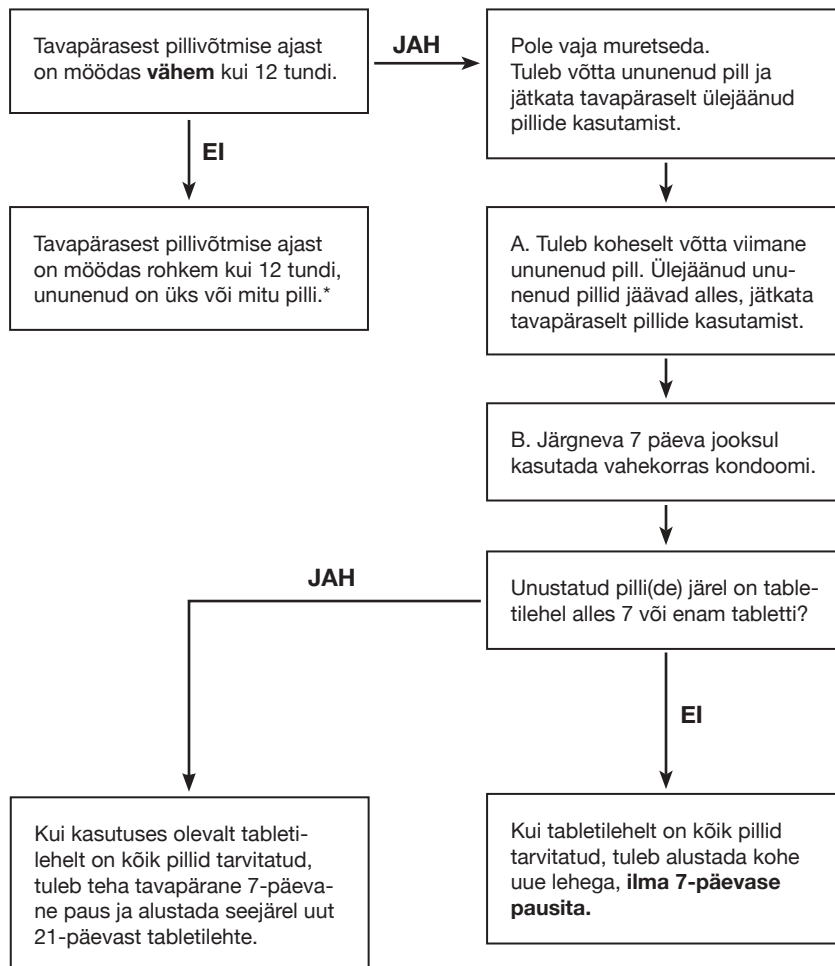 Tavapärasest pillivõtmise ajast
on möödas vähem kui 12 tundi.
JAH
Pole vaja muretseda.
Tuleb võtta ununenud pill ja
jätkata tavapäraselt ülejäänud
pillide kasutamist.
EI
Tavapärasest pillivõtmise ajast
on möödas rohkem kui 12 tundi,
ununenud on üks või mitu pilli.*
A. Tuleb koheselt võtta viimane
ununenud pill. Ülejäänud unu-
nenud pillid jäävad alles, jätkata
tavapäraselt pillide kasutamist.
B. Järgneva 7 päeva jooksul
kasutada vahekorras kondoomi.
JAH
Unustatud pilli(de) järel on table-
tilehel alles 7 või enam tabletti?
EI
Kui kasutuses olevalt tableti-
lehelt on kõik pillid tarvitatud,
tuleb teha tavapärane 7-päeva-
ne paus ja alustada seejärel uut
21-päevast tabletilehte.
Kui tabletilehelt on kõik pillid
tarvitatud, tuleb alustada kohe
uue lehega, ilma 7-päevase
pausita.